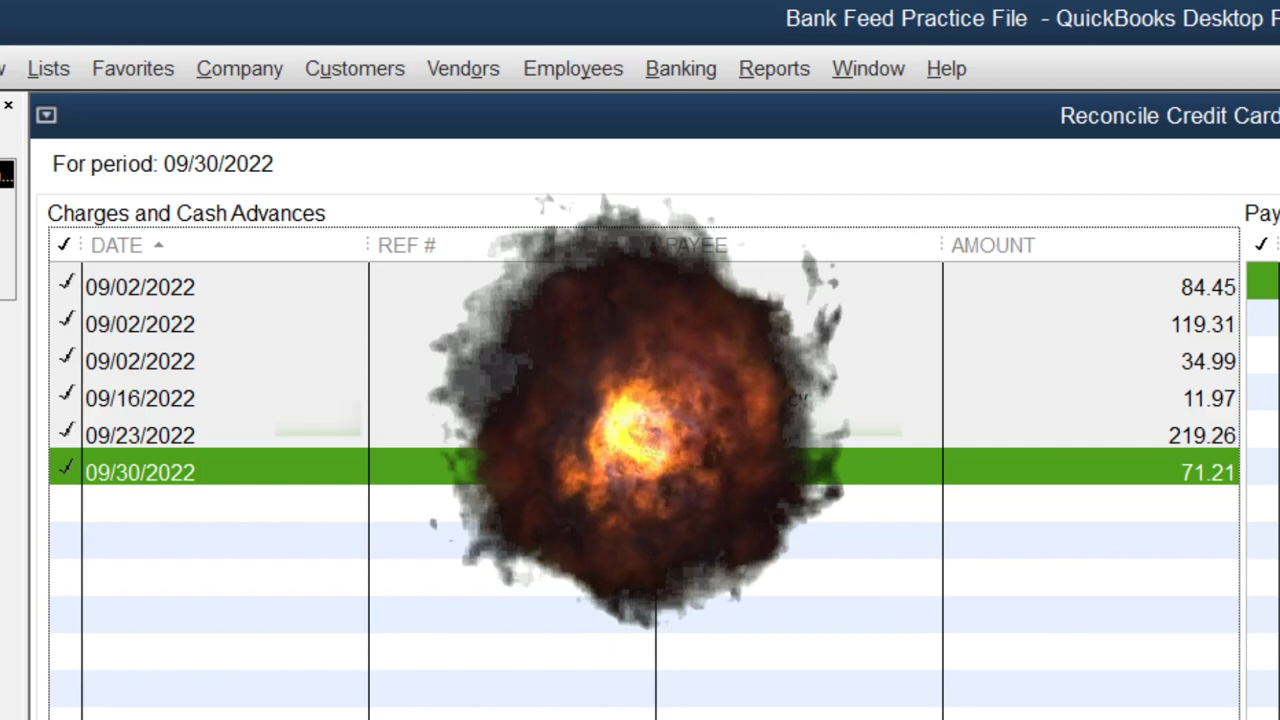 Bank Feed Practice File - QuickBooks Desktop
Lists Favorites Company Customers Vendors Employees Banking Reports Window Help
Reconcile Credit Card
For period: 09/30/2022
Charges and Cash Advances
✓ DATE REF # PAYEE AMOUNT ✓
✓ 09/02/2022 84.45
✓ 09/02/2022 119.31
✓ 09/02/2022 34.99
✓ 09/16/2022 11.97
✓ 09/23/2022 219.26
✓ 09/30/2022 71.21